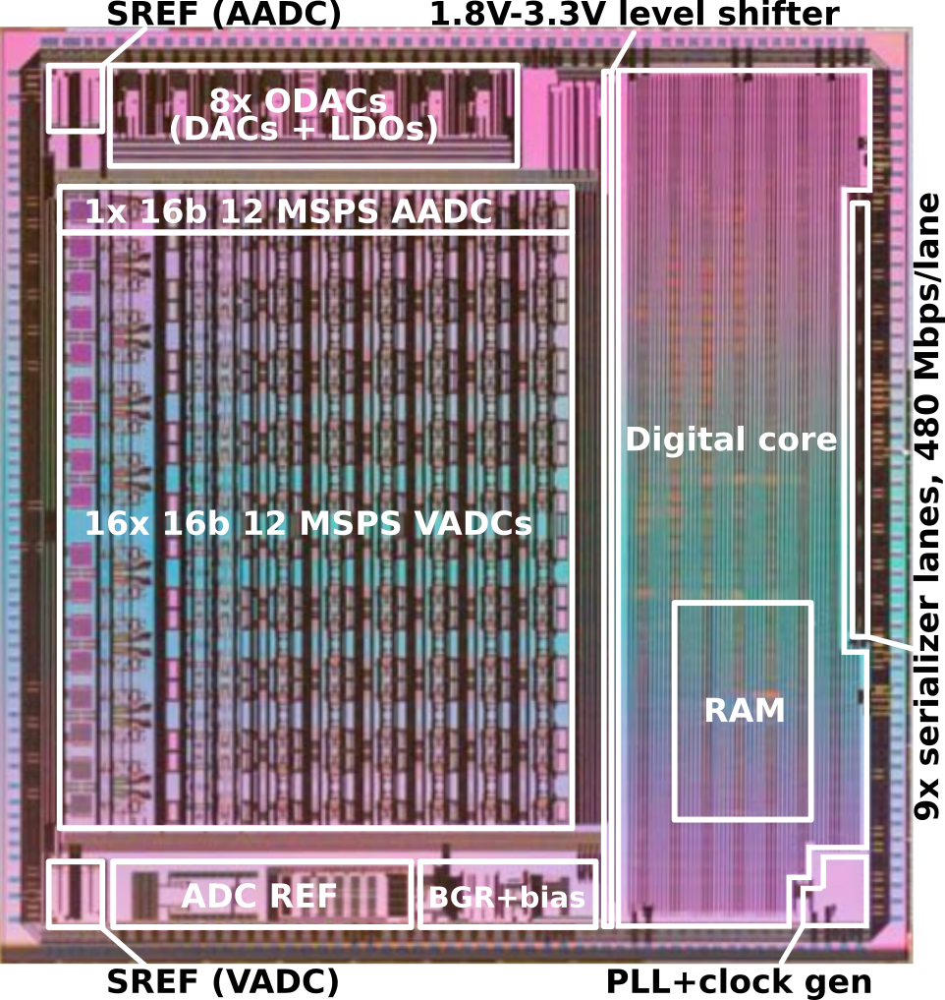 SREF (AADC)
1.8V-3.3V level shifter
8x ODACs
(DACs + LDOs)
1x 16b 12 MSPS AADC
Digital core
16x 16b 12 MSPS VADCs
9x serializer lanes, 480 Mbps/lane
RAM
ADC REF
BGR+bias
SREF (VADC)
PLL+clock gen